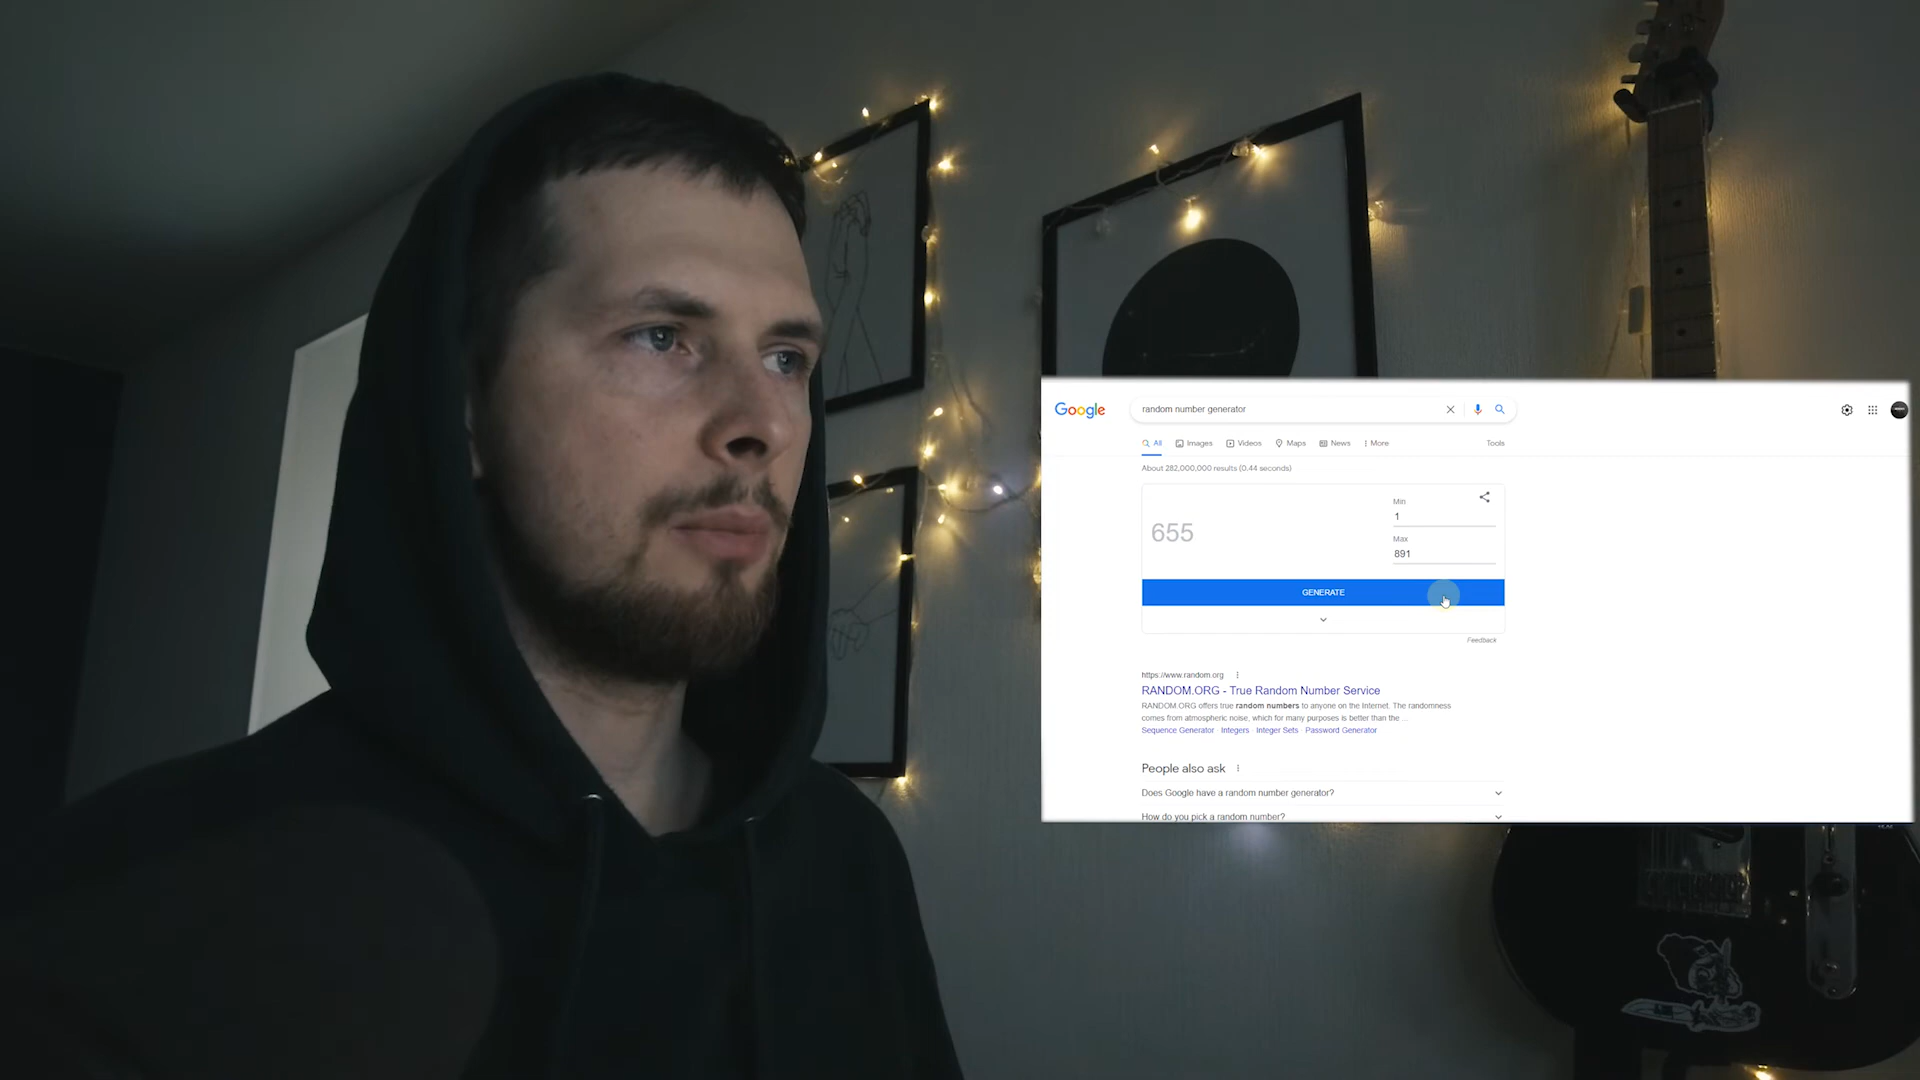 Google
random number generator
All Images Videos Maps News More Tools
About 282,000,000 results (0.44 seconds)
Min
1
655
Max
891
GENERATE
Feedback
https://www.random.org
RANDOM.ORG - True Random Number Service
RANDOM.ORG offers true random numbers to anyone on the Internet. The randomness
comes from atmospheric noise, which for many purposes is better than the ...
Sequence Generator Integers Integer Sets Password Generator
People also ask
Does Google have a random number generator?
How do you pick a random number?